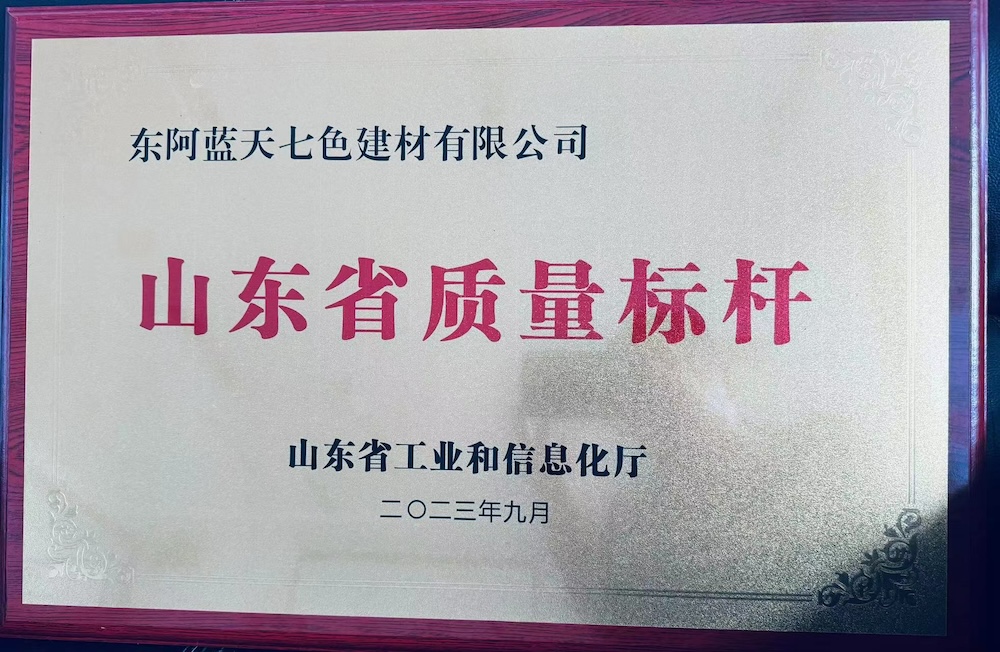 东阿蓝天七色建材有限公司
山东省质量标杆
山东省工业和信息化厅
二〇二三年九月